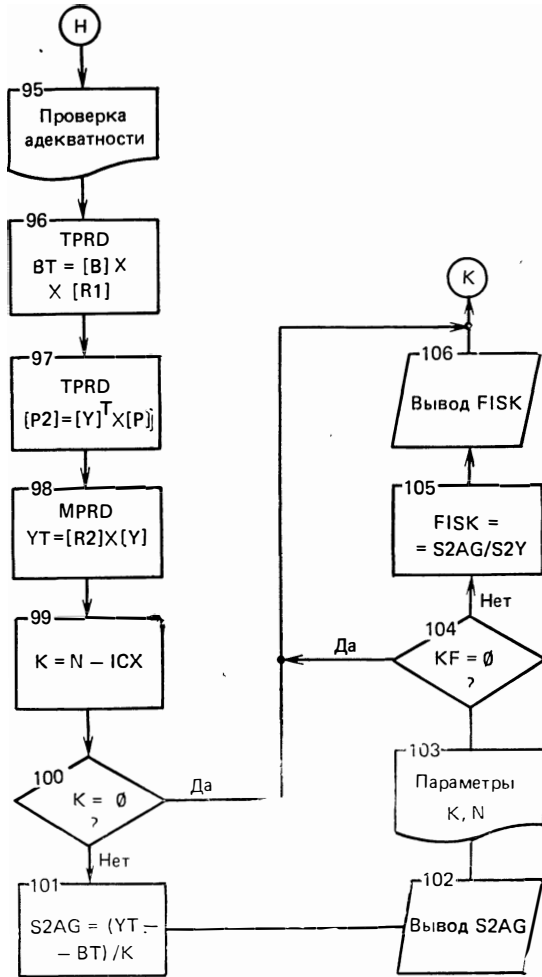 Н
95
Проверка
адекватности
96
TPRD
BT = [B] X
X [R1]
97
TPRD
[P2]=[Y]ᵀX[P]
98
MPRD
YT=[R2]X[Y]
99
K = N – ICX
100
K = Ø
?
Да
Нет
101
S2AG = (YT –
– BT) /K
102
Вывод S2AG
103
Параметры
K, N
104
KF = Ø
?
Да
Нет
105
FISK =
= S2AG/S2Y
106
Вывод FISK
К